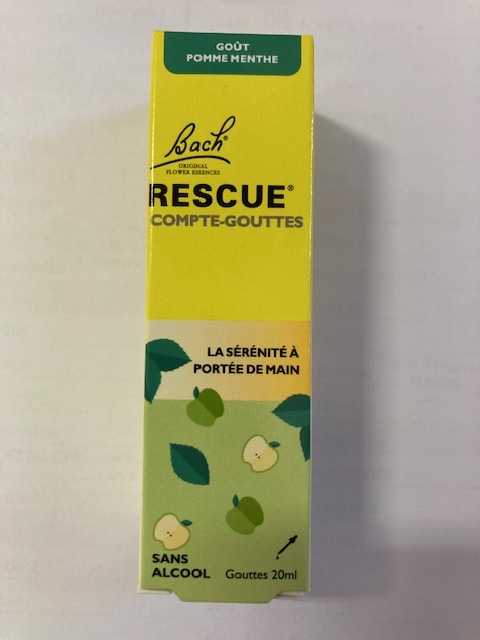 GOÛT
POMME MENTHE
Bach®
ORIGINAL
FLOWER ESSENCES
RESCUE®
COMPTE-GOUTTES
LA SÉRÉNITÉ À
PORTÉE DE MAIN
SANS
ALCOOL
Gouttes 20ml